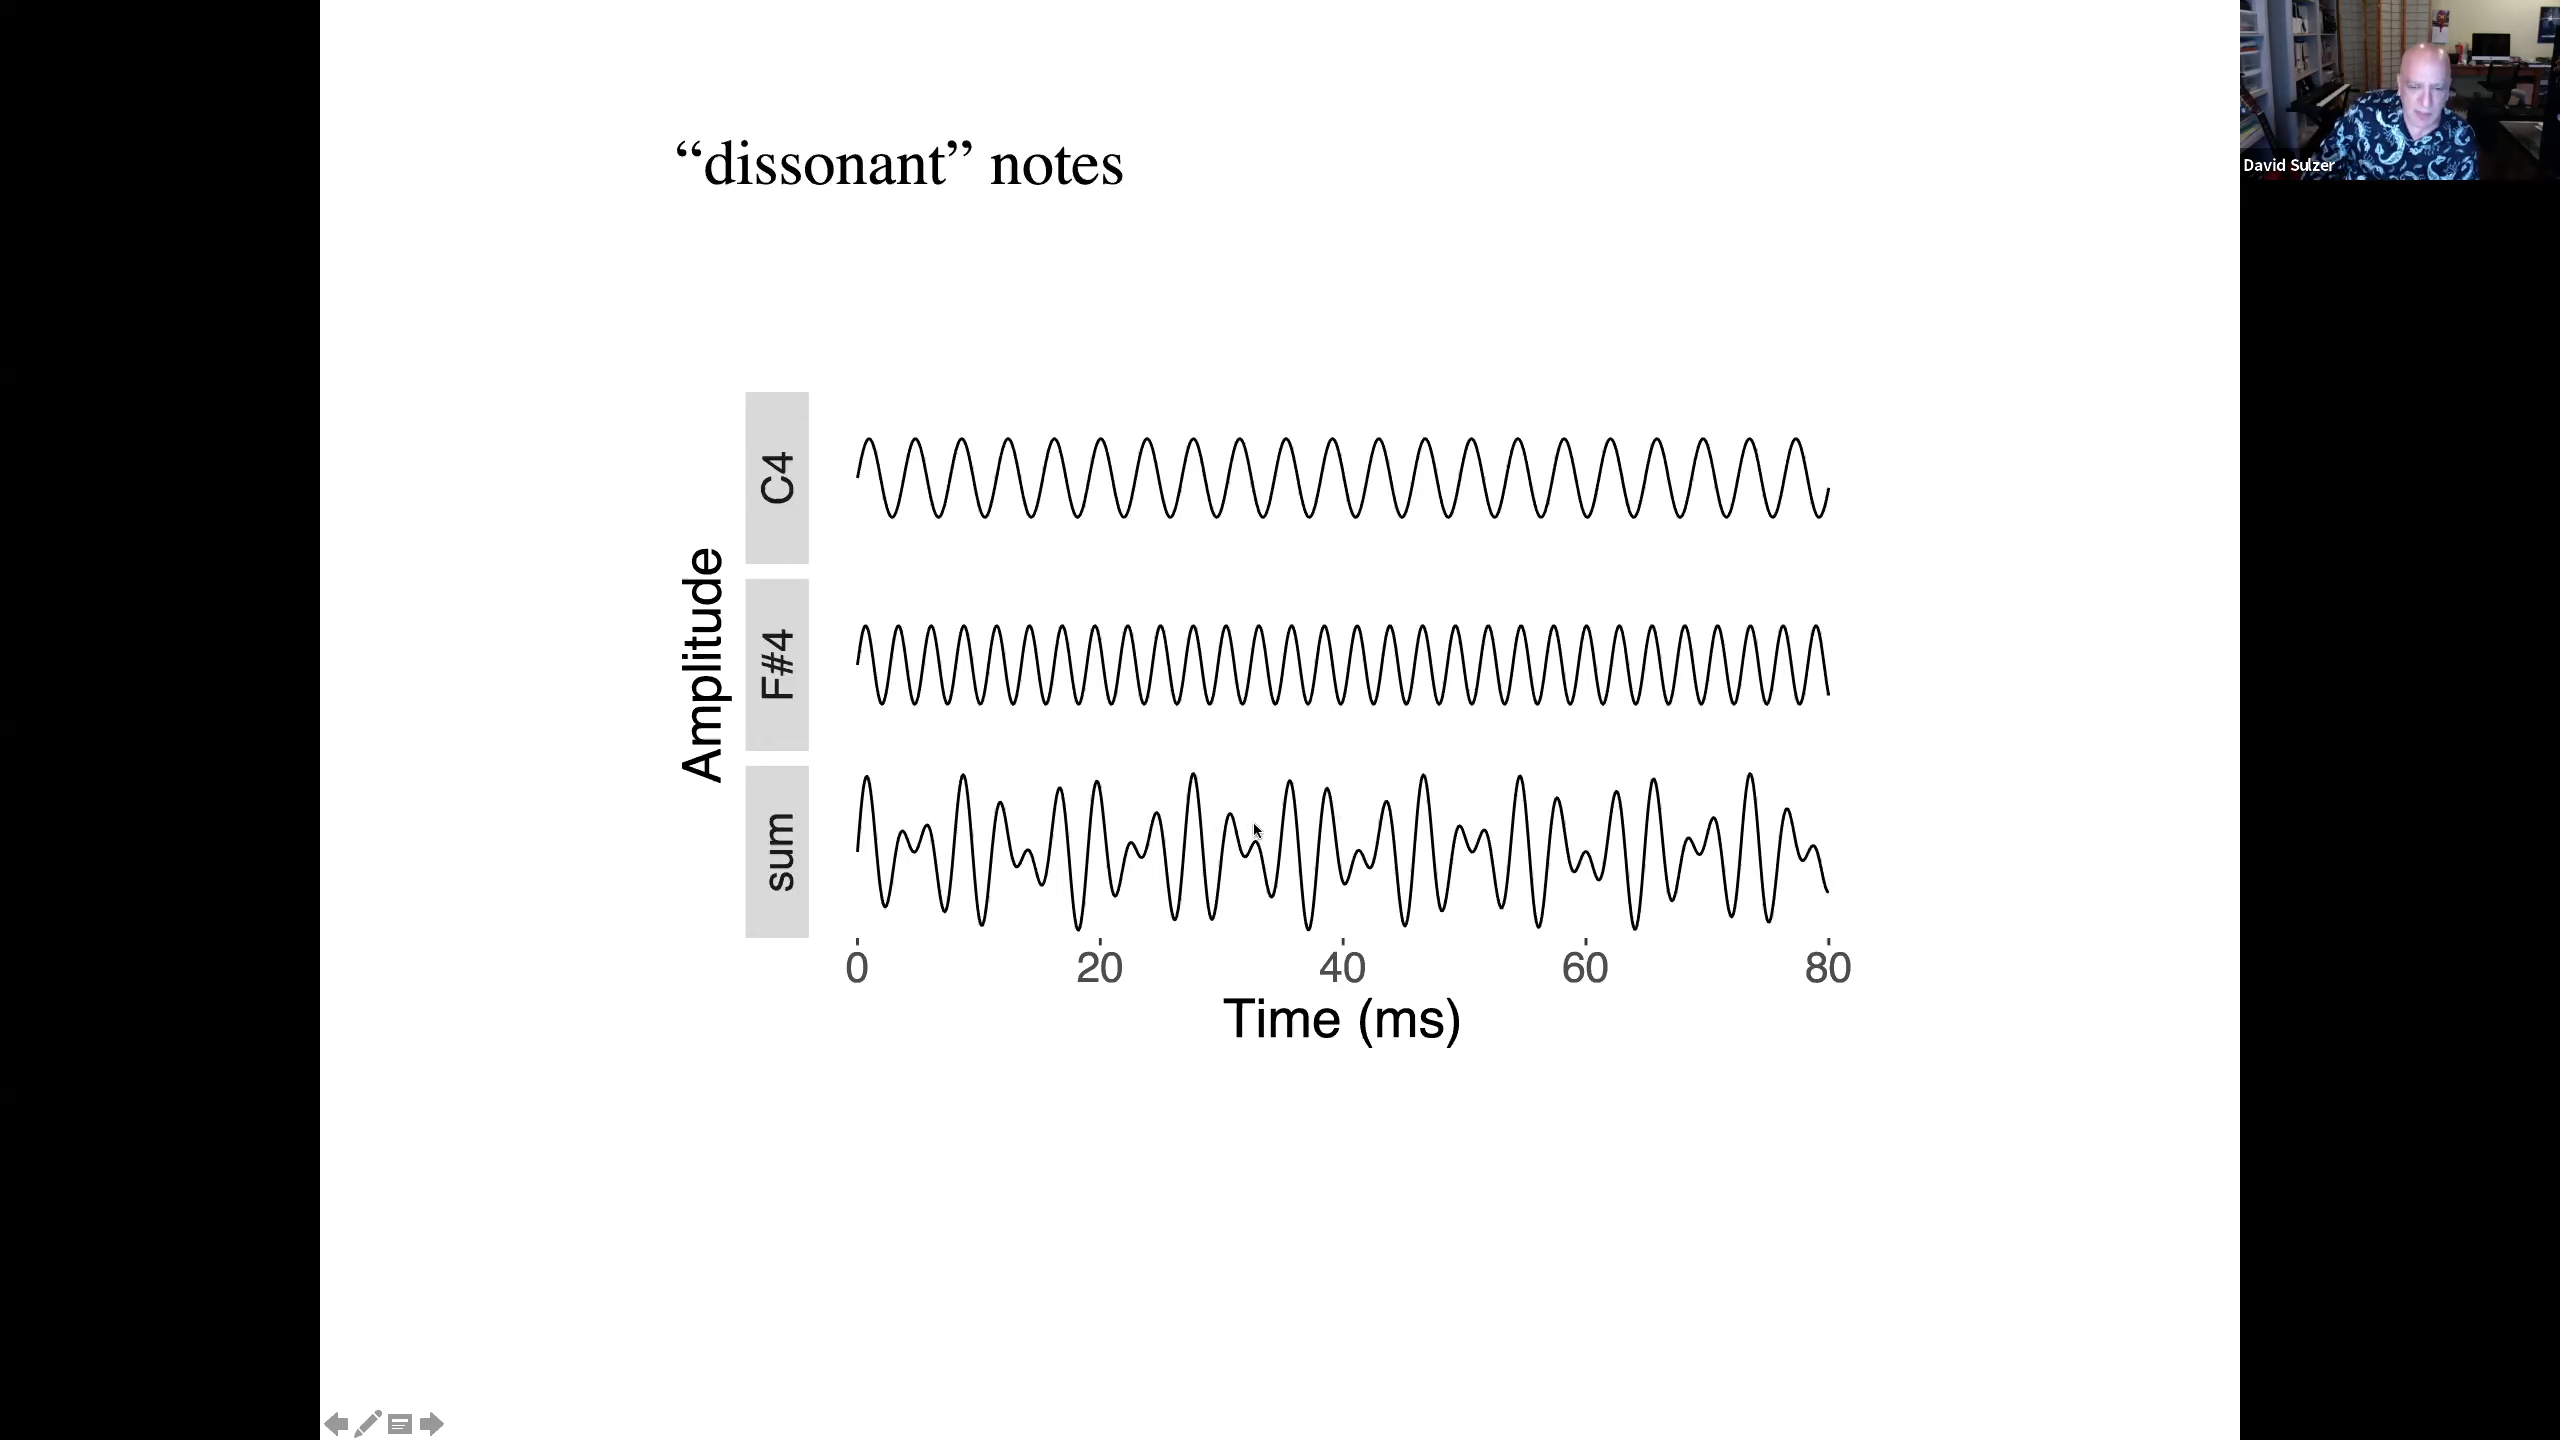 “dissonant” notes
David Sulzer
Amplitude
C4
F#4
sum
0 20 40 60 80
Time (ms)